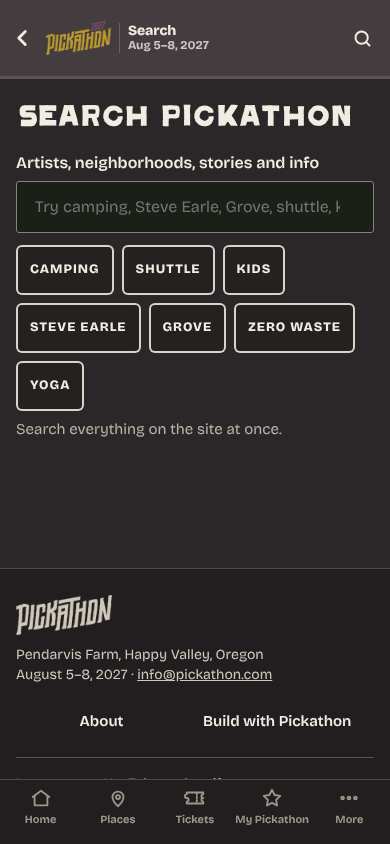 PICKATHON
Search
Aug 5–8, 2027
SEARCH PICKATHON
Artists, neighborhoods, stories and info
Try camping, Steve Earle, Grove, shuttle,
CAMPING
SHUTTLE
KIDS
STEVE EARLE
GROVE
ZERO WASTE
YOGA
Search everything on the site at once.
PICKATHON
Pendarvis Farm, Happy Valley, Oregon
August 5–8, 2027 · info@pickathon.com
About
Build with Pickathon
Home
Places
Tickets
My Pickathon
More